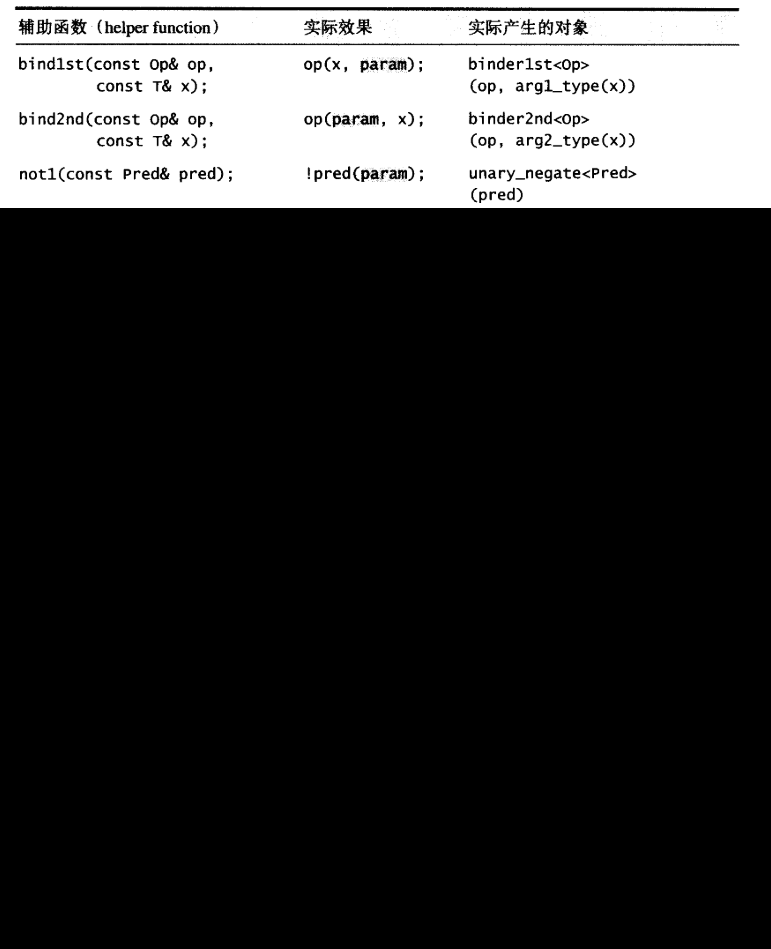 辅助函数（helper function） 实际效果 实际产生的对象
bind1st(const Op& op, op(x, param); binder1st<Op>
const T& x); (op, arg1_type(x))
bind2nd(const Op& op, op(param, x); binder2nd<Op>
const T& x); (op, arg2_type(x))
not1(const Pred& pred); !pred(param); unary_negate<Pred>
(pred)